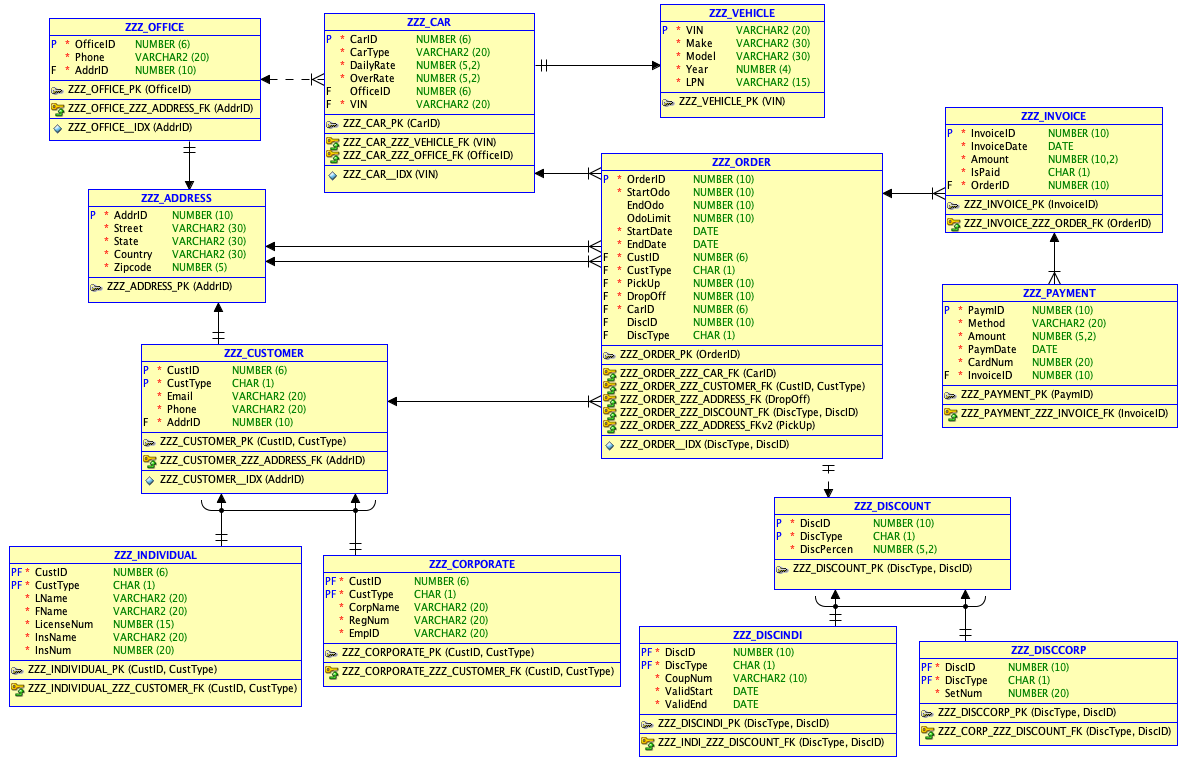 ZZZ_OFFICE
P * OfficeID NUMBER (6)
* Phone VARCHAR2 (20)
F * AddrID NUMBER (10)
ZZZ_OFFICE_PK (OfficeID)
ZZZ_OFFICE_ZZZ_ADDRESS_FK (AddrID)
ZZZ_OFFICE__IDX (AddrID)
ZZZ_CAR
P * CarID NUMBER (6)
* CarType VARCHAR2 (20)
* DailyRate NUMBER (5,2)
* OverRate NUMBER (5,2)
F OfficeID NUMBER (6)
F * VIN VARCHAR2 (20)
ZZZ_CAR_PK (CarID)
ZZZ_CAR_ZZZ_VEHICLE_FK (VIN)
ZZZ_CAR_ZZZ_OFFICE_FK (OfficeID)
ZZZ_CAR__IDX (VIN)
ZZZ_VEHICLE
P * VIN VARCHAR2 (20)
* Make VARCHAR2 (30)
* Model VARCHAR2 (30)
* Year NUMBER (4)
* LPN VARCHAR2 (15)
ZZZ_VEHICLE_PK (VIN)
ZZZ_INVOICE
P * InvoiceID NUMBER (10)
* InvoiceDate DATE
* Amount NUMBER (10,2)
* IsPaid CHAR (1)
F * OrderID NUMBER (10)
ZZZ_INVOICE_PK (InvoiceID)
ZZZ_INVOICE_ZZZ_ORDER_FK (OrderID)
ZZZ_ADDRESS
P * AddrID NUMBER (10)
* Street VARCHAR2 (30)
* State VARCHAR2 (30)
* Country VARCHAR2 (30)
* Zipcode NUMBER (5)
ZZZ_ADDRESS_PK (AddrID)
ZZZ_ORDER
P * OrderID NUMBER (10)
* StartOdo NUMBER (10)
EndOdo NUMBER (10)
OdoLimit NUMBER (10)
* StartDate DATE
* EndDate DATE
F * CustID NUMBER (6)
F * CustType CHAR (1)
F * PickUp NUMBER (10)
F * DropOff NUMBER (10)
F * CarID NUMBER (6)
F DiscID NUMBER (10)
F DiscType CHAR (1)
ZZZ_ORDER_PK (OrderID)
ZZZ_ORDER_ZZZ_CAR_FK (CarID)
ZZZ_ORDER_ZZZ_CUSTOMER_FK (CustID, CustType)
ZZZ_ORDER_ZZZ_ADDRESS_FK (DropOff)
ZZZ_ORDER_ZZZ_DISCOUNT_FK (DiscType, DiscID)
ZZZ_ORDER_ZZZ_ADDRESS_FKv2 (PickUp)
ZZZ_ORDER__IDX (DiscType, DiscID)
ZZZ_PAYMENT
P * PaymID NUMBER (10)
* Method VARCHAR2 (20)
* Amount NUMBER (5,2)
* PaymDate DATE
* CardNum NUMBER (20)
F * InvoiceID NUMBER (10)
ZZZ_PAYMENT_PK (PaymID)
ZZZ_PAYMENT_ZZZ_INVOICE_FK (InvoiceID)
ZZZ_CUSTOMER
P * CustID NUMBER (6)
P * CustType CHAR (1)
* Email VARCHAR2 (20)
* Phone VARCHAR2 (20)
F * AddrID NUMBER (10)
ZZZ_CUSTOMER_PK (CustID, CustType)
ZZZ_CUSTOMER_ZZZ_ADDRESS_FK (AddrID)
ZZZ_CUSTOMER__IDX (AddrID)
ZZZ_DISCOUNT
P * DiscID NUMBER (10)
P * DiscType CHAR (1)
* DiscPercen NUMBER (5,2)
ZZZ_DISCOUNT_PK (DiscType, DiscID)
ZZZ_INDIVIDUAL
PF * CustID NUMBER (6)
PF * CustType CHAR (1)
* LName VARCHAR2 (20)
* FName VARCHAR2 (20)
* LicenseNum NUMBER (15)
* InsName VARCHAR2 (20)
* InsNum NUMBER (20)
ZZZ_INDIVIDUAL_PK (CustID, CustType)
ZZZ_INDIVIDUAL_ZZZ_CUSTOMER_FK (CustID, CustType)
ZZZ_CORPORATE
PF * CustID NUMBER (6)
PF * CustType CHAR (1)
* CorpName VARCHAR2 (20)
* RegNum VARCHAR2 (20)
* EmpID VARCHAR2 (20)
ZZZ_CORPORATE_PK (CustID, CustType)
ZZZ_CORPORATE_ZZZ_CUSTOMER_FK (CustID, CustType)
ZZZ_DISCINDI
PF * DiscID NUMBER (10)
PF * DiscType CHAR (1)
* CoupNum VARCHAR2 (10)
* ValidStart DATE
* ValidEnd DATE
ZZZ_DISCINDI_PK (DiscType, DiscID)
ZZZ_INDI_ZZZ_DISCOUNT_FK (DiscType, DiscID)
ZZZ_DISCCORP
PF * DiscID NUMBER (10)
PF * DiscType CHAR (1)
* SetNum NUMBER (20)
ZZZ_DISCCORP_PK (DiscType, DiscID)
ZZZ_CORP_ZZZ_DISCOUNT_FK (DiscType, DiscID)